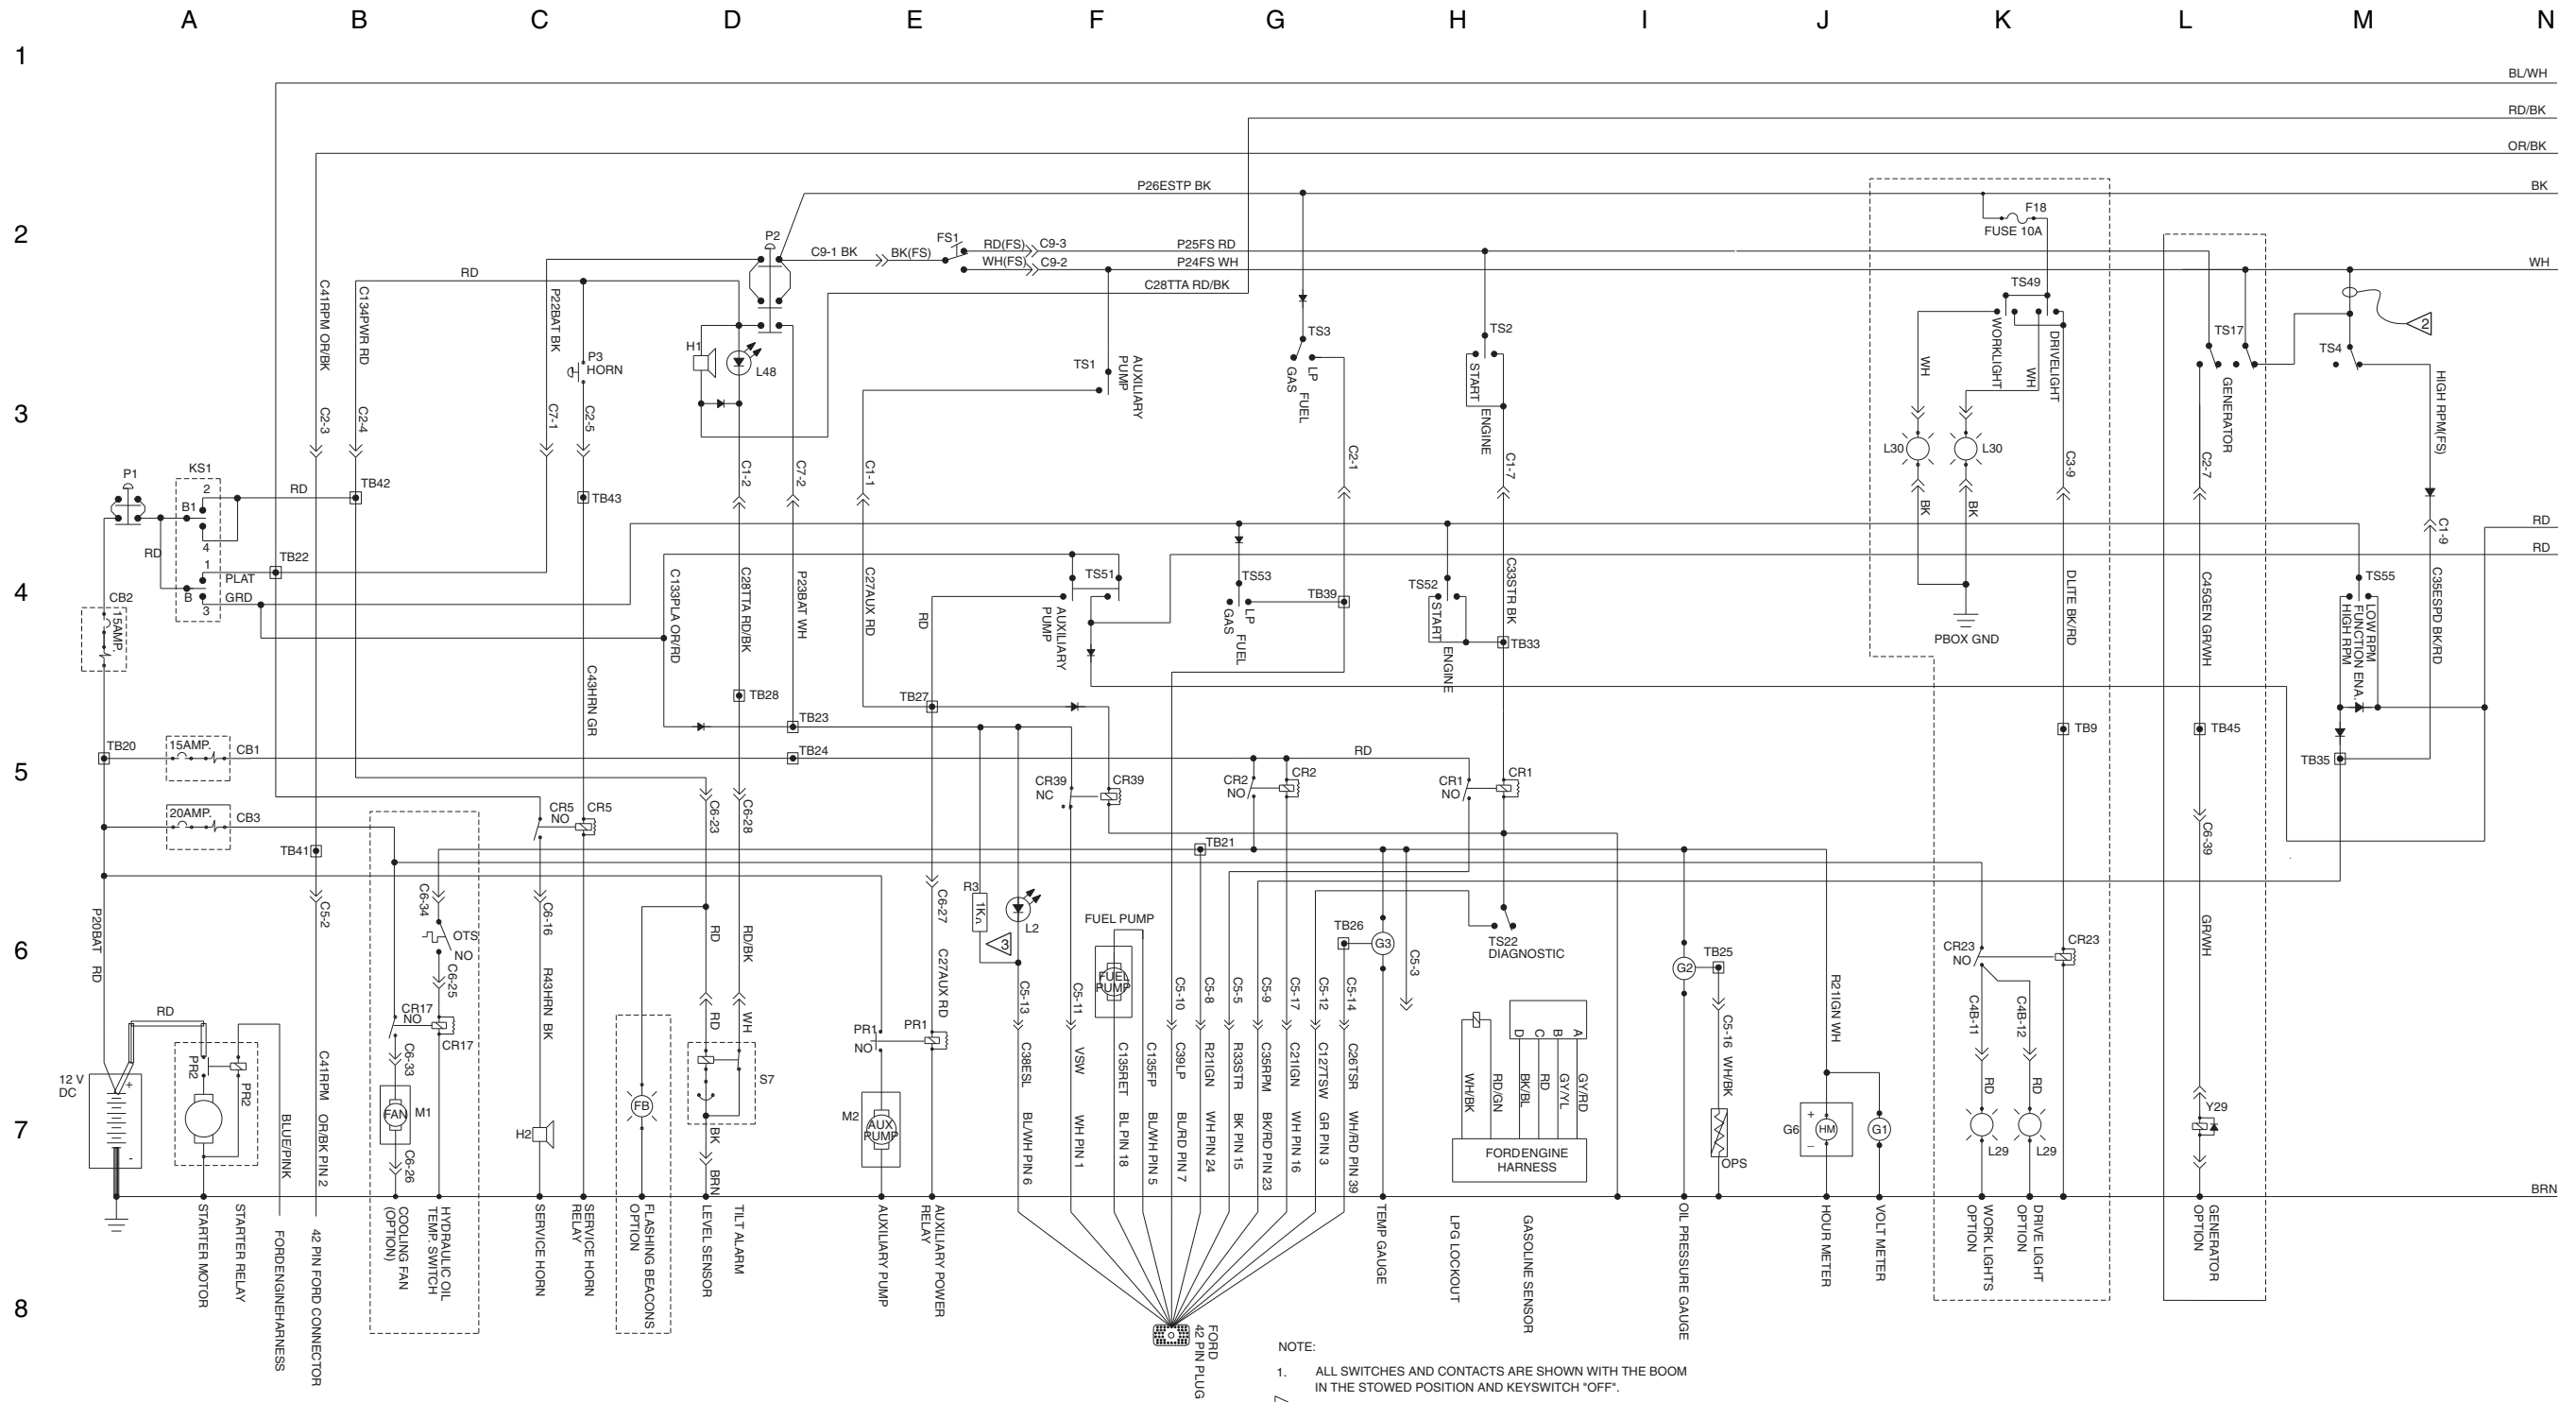 A B C D E F G H I J K L M N
1
BL/WH
RD/BK
OR/BK
P26ESTP BK
BK
2
F18
FUSE 10A
P2
C9-1 BK
BK(FS)
FS1
RD(FS)
C9-3
P25FS RD
WH(FS)
C9-2
P24FS WH
WH
RD
C28TTA RD/BK
C41RPM OR/BK
C134PWR RD
P22BAT BK
P3
HORN
H1
L48
TS1
AUXILIARY
PUMP
TS3
GAS
LP
FUEL
TS2
START
ENGINE
TS49
WORKLIGHT
DRIVELIGHT
WH
WH
TS17
GENERATOR
TS4
2
HIGH RPM(FS)
3
C2-3
C2-4
C7-1
C2-5
C1-2
C7-2
C1-1
C2-1
C1-7
L30
L30
C3-9
C2-7
C1-9
BK
BK
P1
KS1
2
B1
4
RD
TB42
TB43
RD
1
PLAT
B
GRD
3
TB22
RD
RD
4
CB2
15AMP.
C133PLA OR/RD
C28TTA RD/BK
P23BAT WH
C27AUX RD
RD
TS51
AUXILIARY
PUMP
TS53
GAS
LP
FUEL
TB39
TS52
START
ENGINE
C33STR BK
TB33
PBOX GND
DLITE BK/RD
C45GEN GR/WH
TS55
LOW RPM
FUNCTION ENA.
HIGH RPM
C35ESPD BK/RD
C43HRN GR
TB28
TB27
TB23
TB24
TB20
15AMP.
CB1
RD
TB9
TB45
TB35
5
CR39
NC
CR39
CR2
NO
CR2
CR1
NO
CR1
20AMP.
CB3
CR5
NO
CR5
C6-23
C6-28
TB41
TB21
C6-39
C6-34
C5-2
C6-16
C6-27
R3
1KΩ
L2
3
FUEL PUMP
FUEL
PUMP
TB26
G3
TS22
DIAGNOSTIC
6
P20BAT RD
OTS
NO
C6-25
R43HRN BK
RD
RD/BK
C27AUX RD
C5-13
C5-11
C5-10
C5-8
C5-5
C5-9
C5-17
C5-12
C5-14
C5-3
G2
TB25
R21IGN WH
CR23
NO
CR23
GR/WH
C4B-11
C4B-12
RD
CR17
NO
CR17
RD
WH
PR1
NO
PR1
D C B A
C5-16 WH/BK
12 V
DC
+
-
PR2
PR2
BLUE/PINK
C41RPM OR/BK PIN 2
C6-33
FAN
M1
C6-26
H2
FB
S7
BK
BRN
M2
AUX
PUMP
C38ESL BL/WH PIN 6
VSW WH PIN 1
C135RET BL PIN 18
C135FP BL/WH PIN 5
C39LP BL/RD PIN 7
R21IGN WH PIN 24
R33STR BK PIN 15
C35RPM BK/RD PIN 23
C21IGN WH PIN 16
C127TSW GR PIN 3
C26TSR WH/RD PIN 39
WH/BK
RD/GN
BK/BL
RD
GY/YL
GY/RD
FORDENGINE
HARNESS
OPS
G6
+
HM
–
G1
RD
RD
L29
L29
Y29
7
BRN
STARTER MOTOR
STARTER RELAY
FORDENGINEHARNESS
42 PIN FORD CONNECTOR
COOLING FAN
(OPTION)
HYDRAULIC OIL
TEMP. SWITCH
SERVICE HORN
SERVICE HORN
RELAY
FLASHING BEACONS
OPTION
LEVEL SENSOR
TILT ALARM
AUXILIARY PUMP
AUXILIARY POWER
RELAY
TEMP GAUGE
LPG LOCKOUT
GASOLINE SENSOR
OIL PRESSURE GAUGE
HOUR METER
VOLT METER
WORK LIGHTS
OPTION
DRIVE LIGHT
OPTION
GENERATOR
OPTION
8
FORD
42 PIN PLUG
NOTE:
1. ALL SWITCHES AND CONTACTS ARE SHOWN WITH THE BOOM
IN THE STOWED POSITION AND KEYSWITCH "OFF".